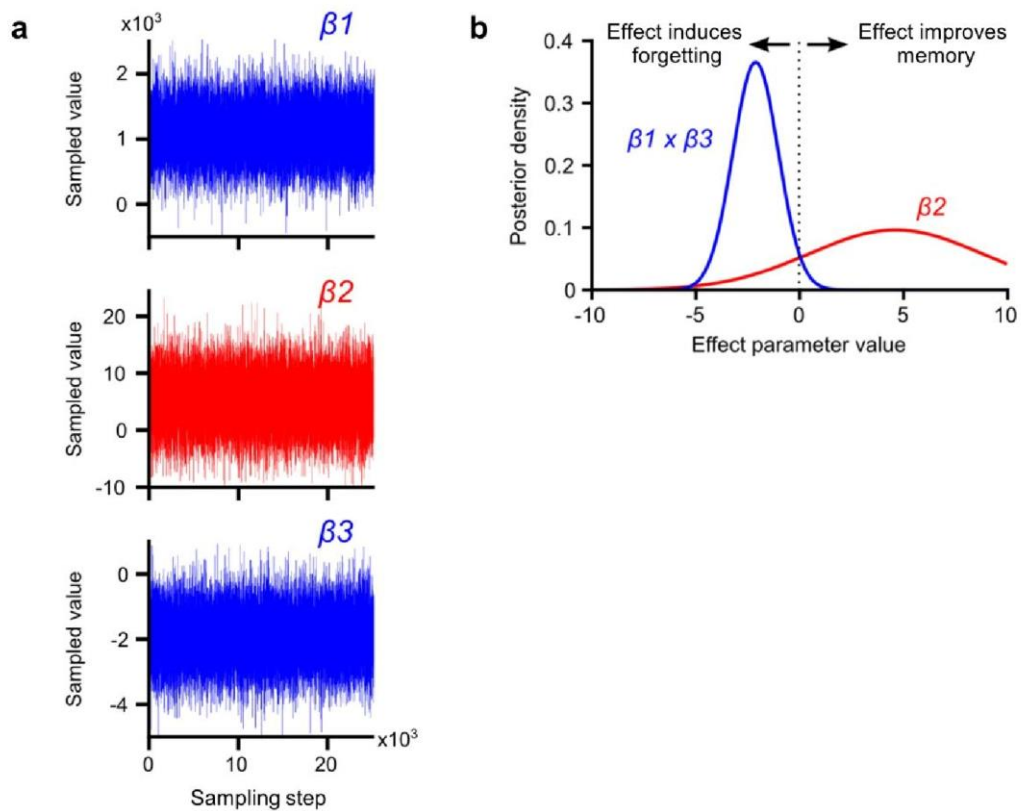 a
x10³
β1
Sampled value
2
1
0
β2
Sampled value
20
10
0
-10
β3
Sampled value
0
-2
-4
x10³
0
10
20
Sampling step
b
Effect induces
forgetting
Effect improves
memory
Posterior density
0.4
0.3
0.2
0.1
0
β1 x β3
β2
-10
-5
0
5
10
Effect parameter value